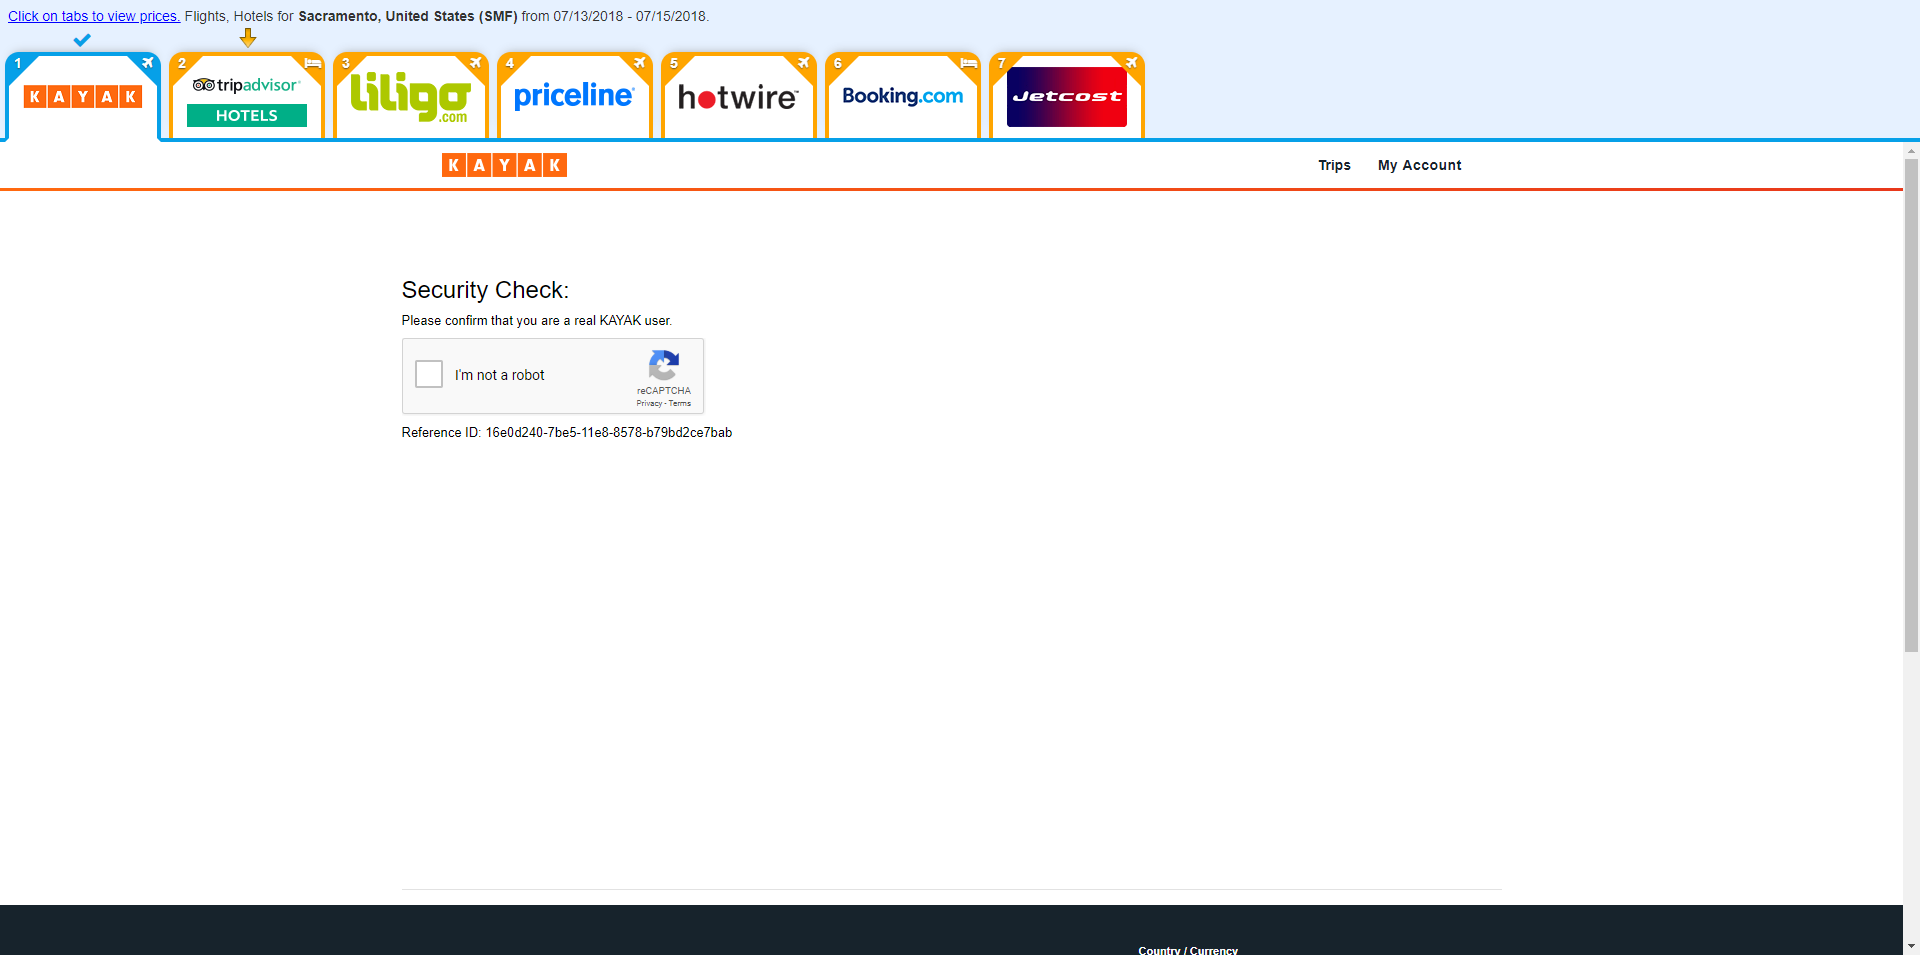 Click on tabs to view prices. Flights, Hotels for Sacramento, United States (SMF) from 07/13/2018 - 07/15/2018.
1
KAYAK
2
tripadvisor
HOTELS
3
liligo
.com
4
priceline
5
hotwire™
6
Booking.com
7
Jetcost
KAYAK
Trips
My Account
Security Check:
Please confirm that you are a real KAYAK user.
I'm not a robot
reCAPTCHA
Privacy - Terms
Reference ID: 16e0d240-7be5-11e8-8578-b79bd2ce7bab
Country / Currency